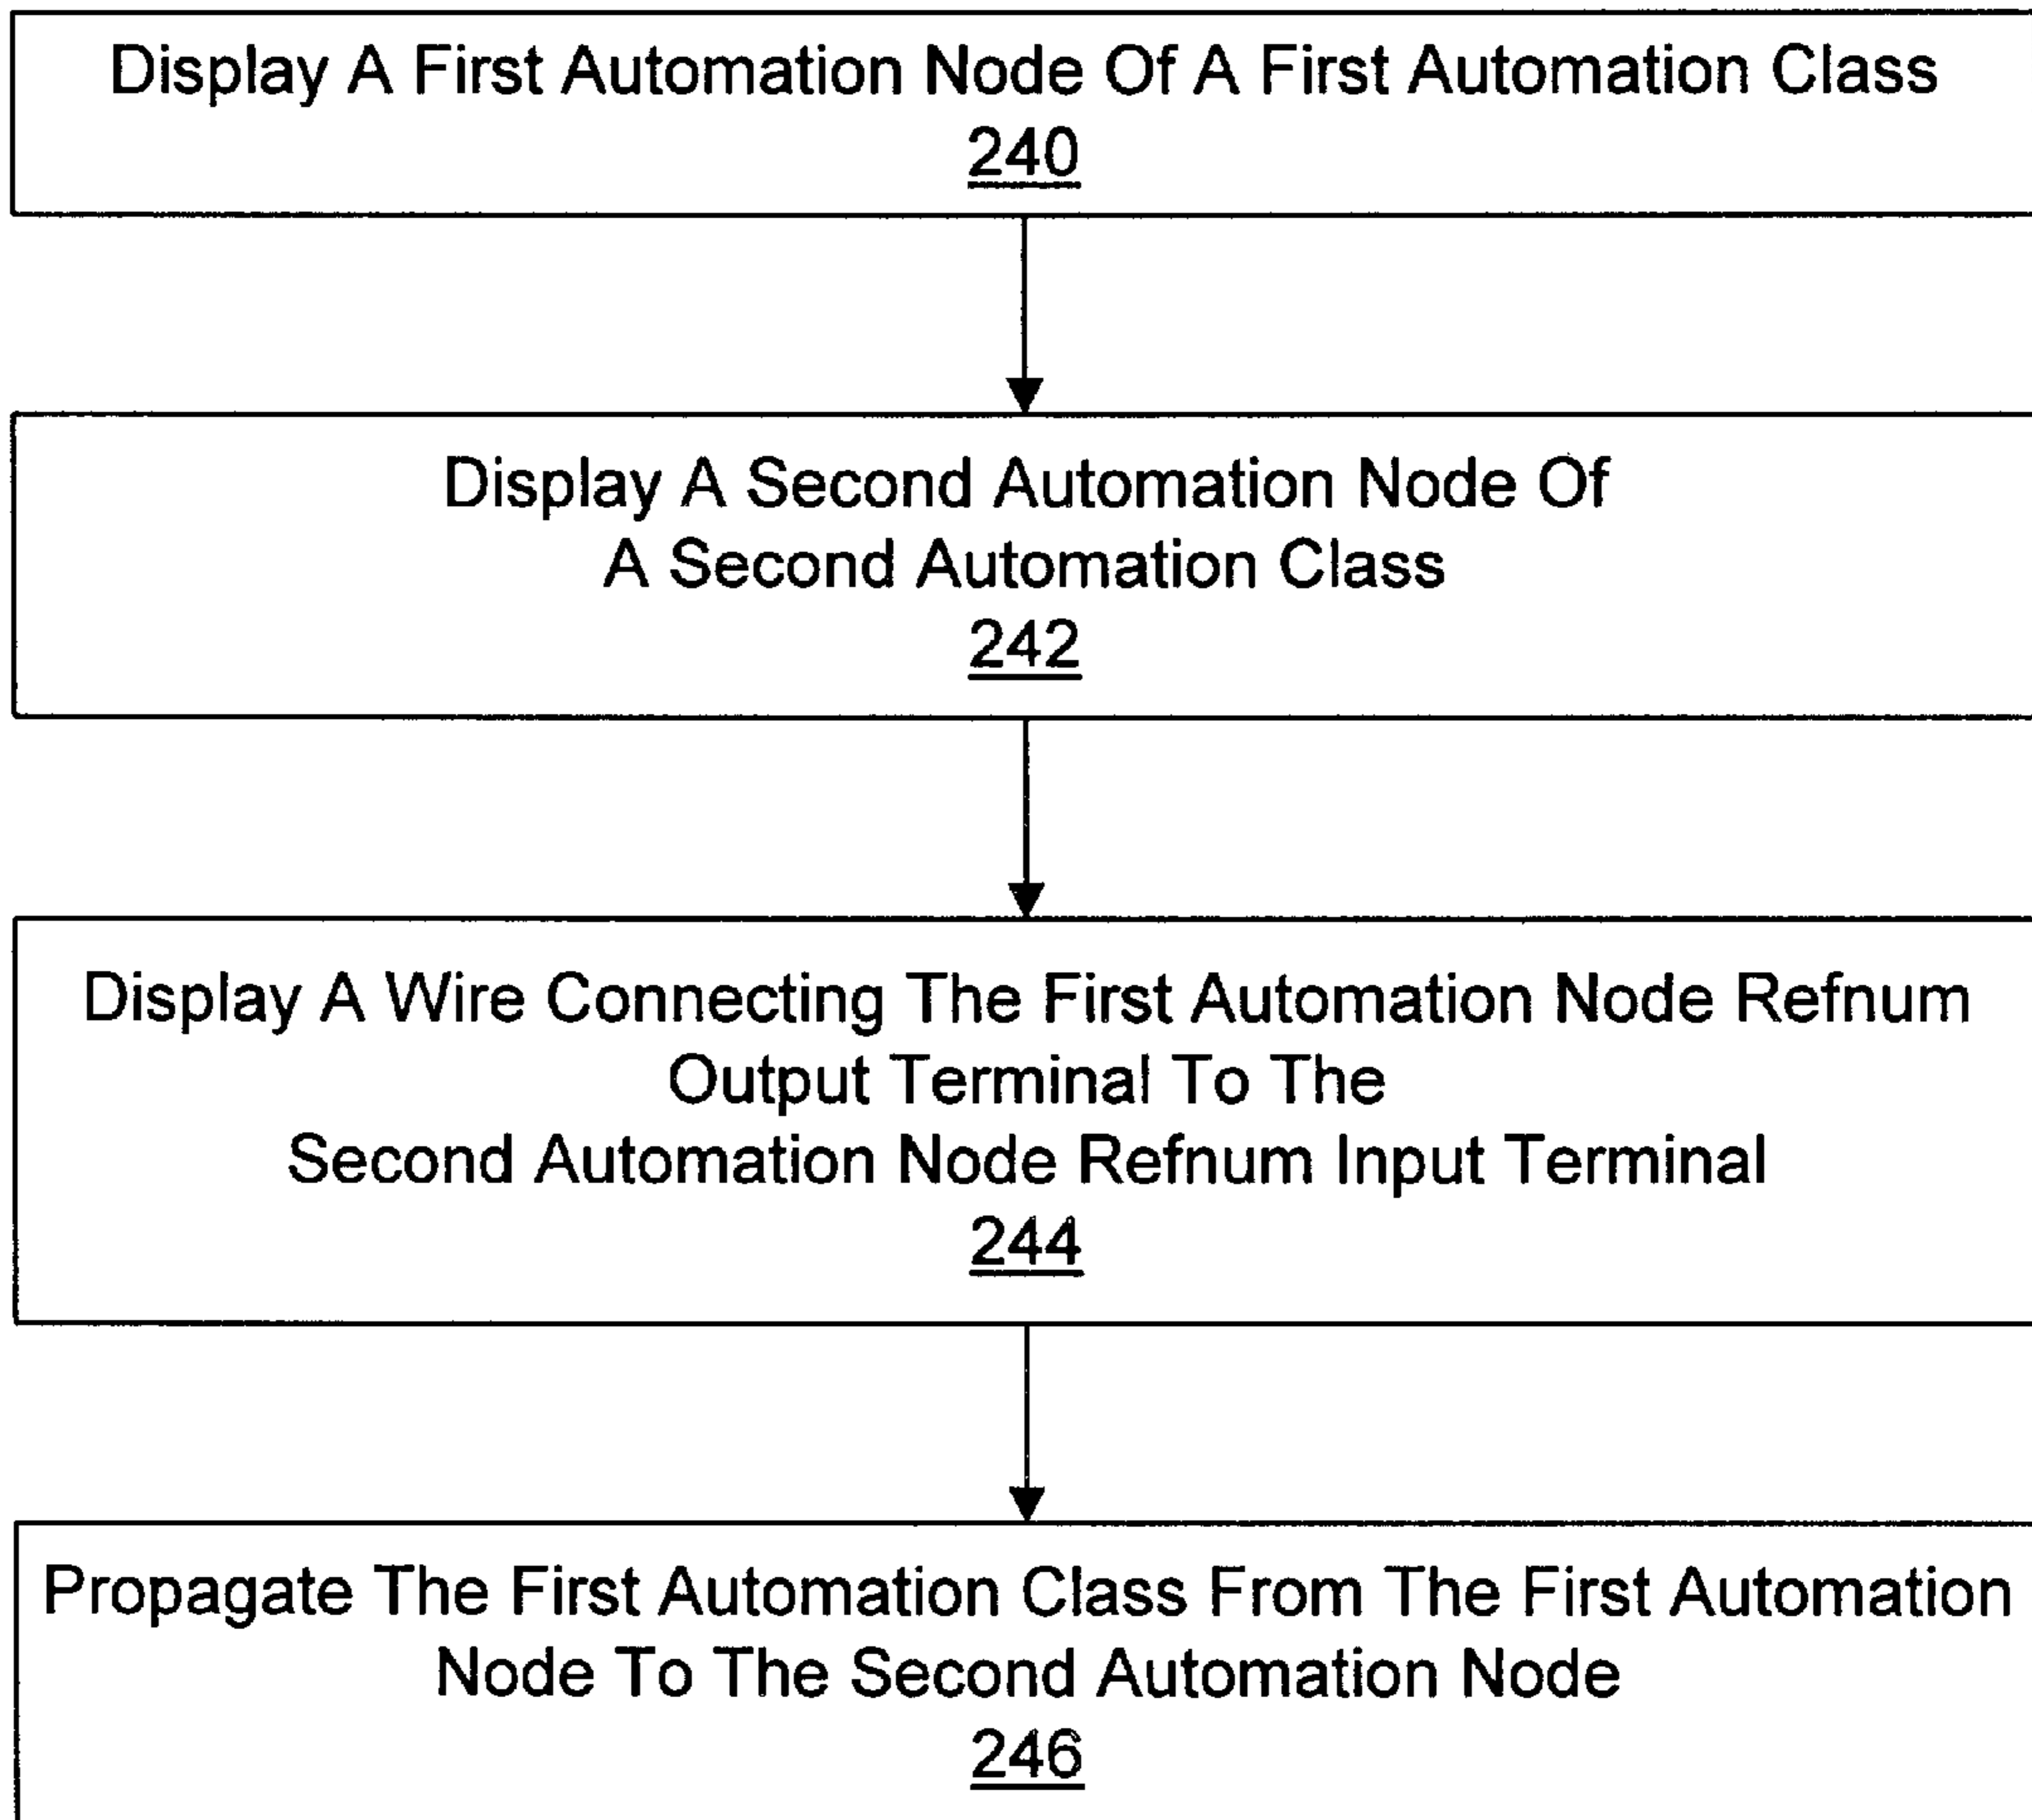 Display A First Automation Node Of A First Automation Class
240
Display A Second Automation Node Of
A Second Automation Class
242
Display A Wire Connecting The First Automation Node Refnum
Output Terminal To The
Second Automation Node Refnum Input Terminal
244
Propagate The First Automation Class From The First Automation
Node To The Second Automation Node
246